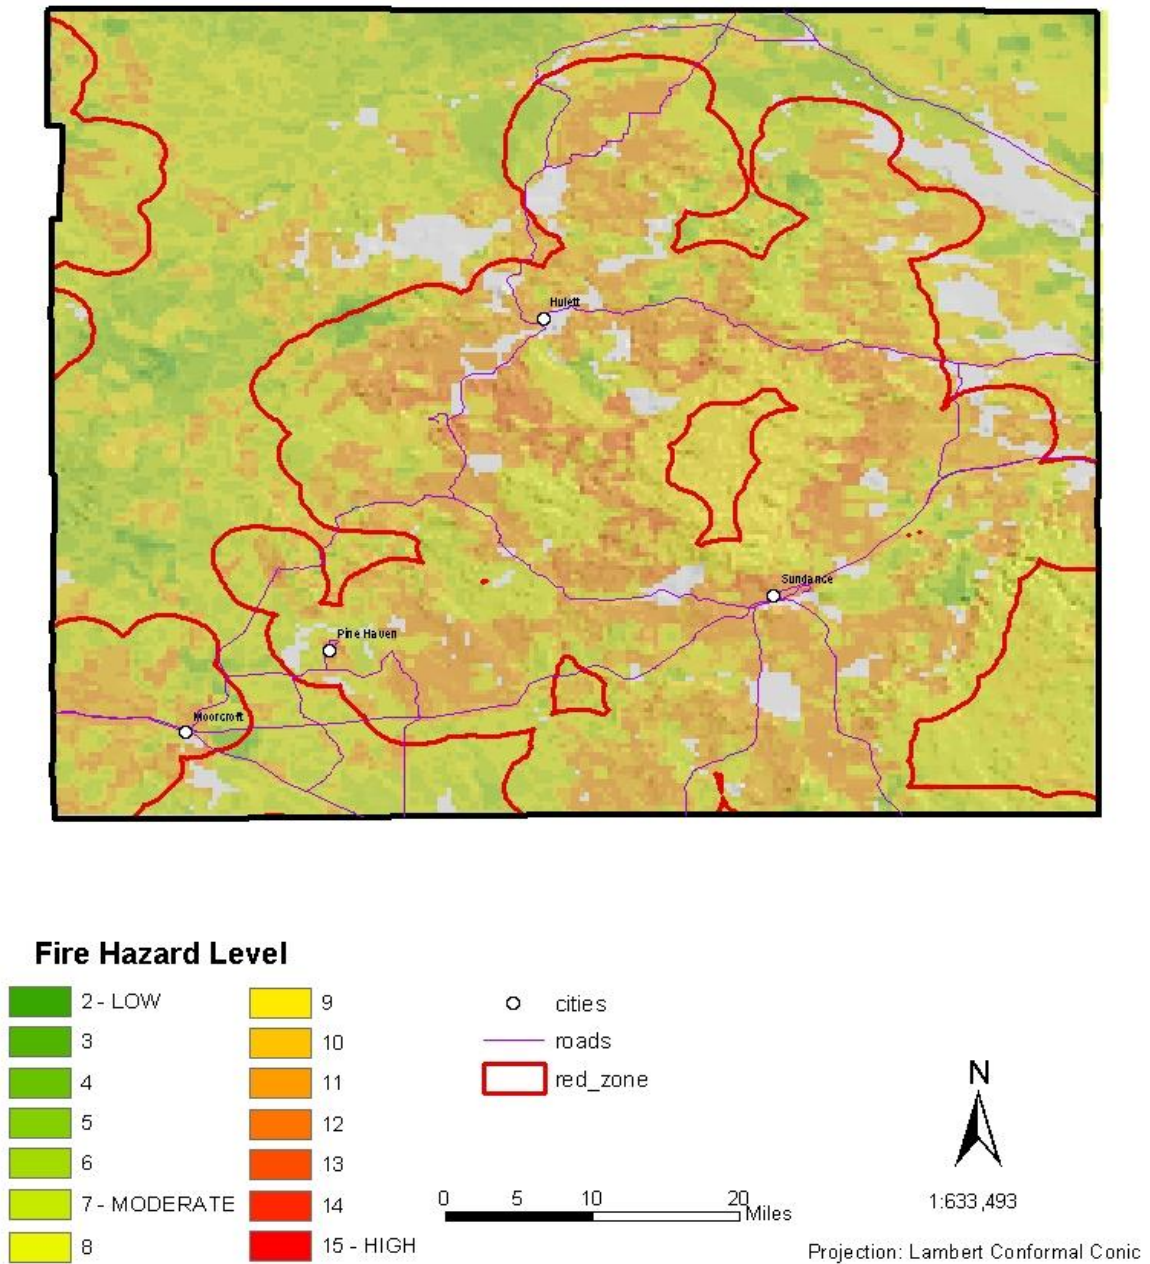 Hulett
Sundance
Pine Haven
Moorcroft
Fire Hazard Level
2 - LOW
3
4
5
6
7 - MODERATE
8
9
10
11
12
13
14
15 - HIGH
cities
roads
red_zone
0 5 10 20
Miles
N
1:633,493
Projection: Lambert Conformal Conic